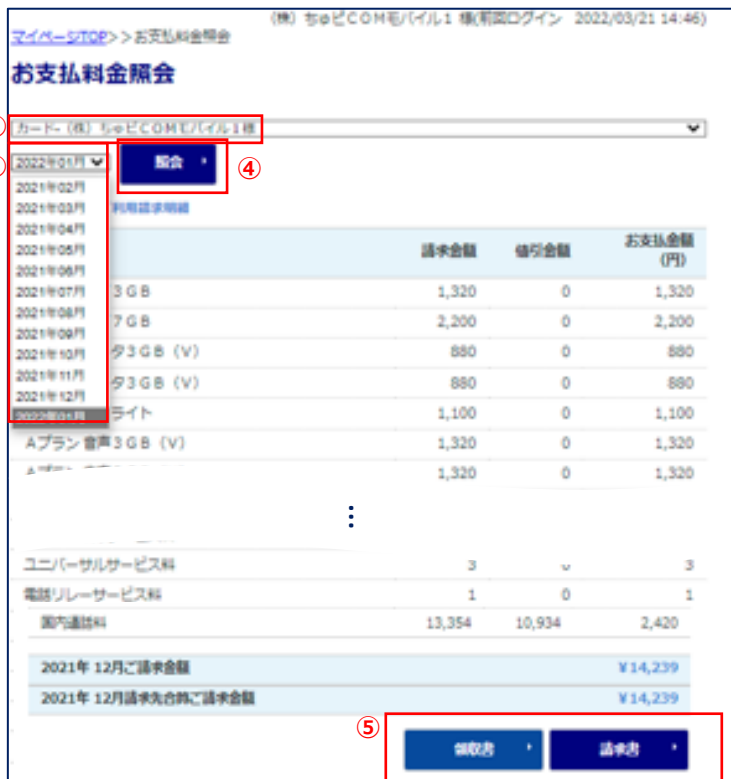 (株) ちゅピCOMモバイル1 様(前回ログイン 2022/03/21 14:46)
マイページTOP>>お支払料金照会
お支払料金照会
カード-(株) ちゅピCOMモバイル1様
2022年01月
照会
④
2021年02月
2021年03月
利用請求明細
2021年04月
2021年05月
2021年06月
2021年07月
2021年08月
2021年09月
2021年10月
2021年11月
2021年12月
2022年01月
請求金額 値引金額 お支払金額(円)
3GB 1,320 0 1,320
7GB 2,200 0 2,200
タ3GB (V) 880 0 880
タ3GB (V) 880 0 880
ライト 1,100 0 1,100
Aプラン 音声3GB (V) 1,320 0 1,320
1,320 0 1,320
⋮
ユニバーサルサービス料 3 3
電話リレーサービス料 1 0 1
国内通話料 13,354 10,934 2,420
2021年 12月ご請求金額 ¥14,239
2021年 12月請求先合算ご請求金額 ¥14,239
⑤
領収書 請求書